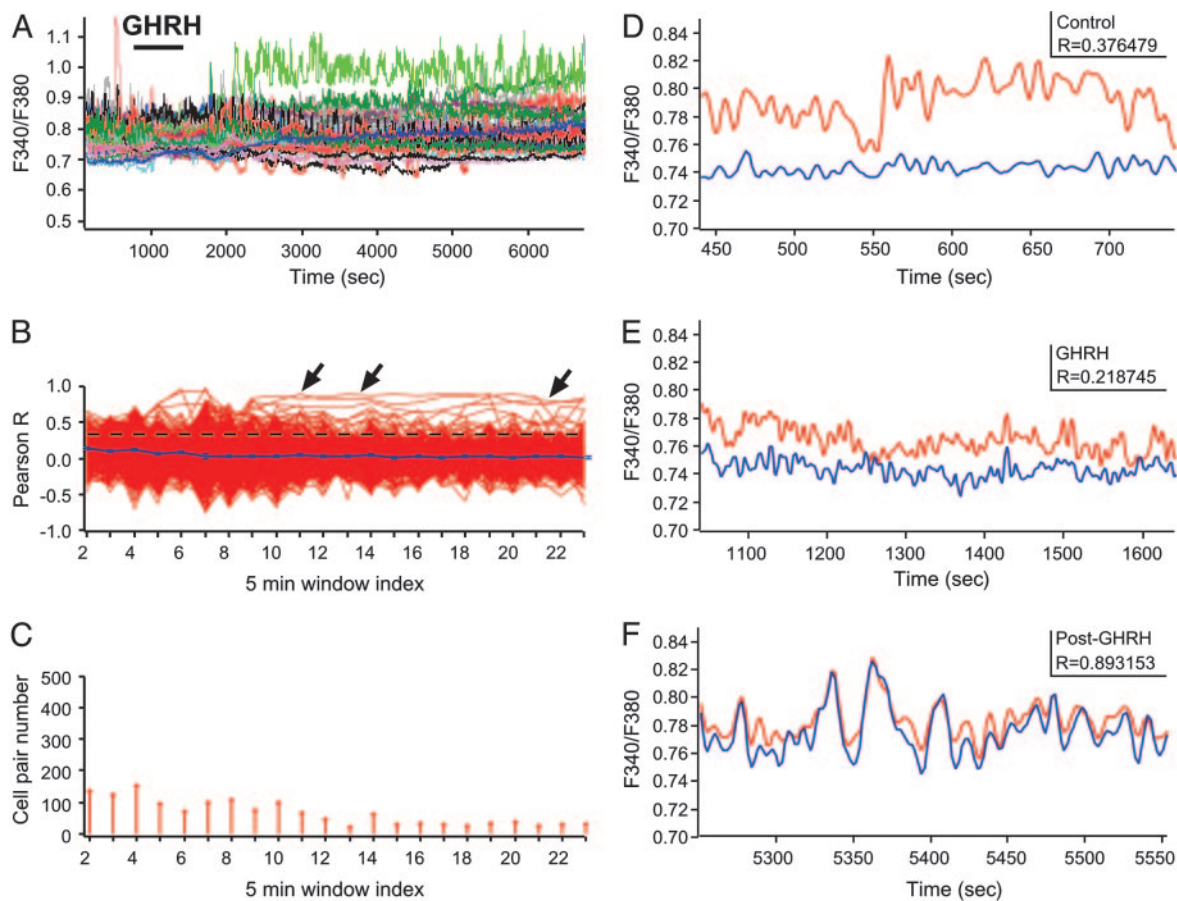 A
GHRH
F340/F380
1.1
1.0
0.9
0.8
0.7
0.6
0.5
1000 2000 3000 4000 5000 6000
Time (sec)
B
Pearson R
1.0
0.5
0.0
-0.5
-1.0
2 4 6 8 10 12 14 16 18 20 22
5 min window index
C
Cell pair number
500
400
300
200
100
0
2 4 6 8 10 12 14 16 18 20 22
5 min window index
D
Control
R=0.376479
F340/F380
0.84
0.82
0.80
0.78
0.76
0.74
0.72
0.70
450 500 550 600 650 700
Time (sec)
E
GHRH
R=0.218745
F340/F380
0.84
0.82
0.80
0.78
0.76
0.74
0.72
0.70
1100 1200 1300 1400 1500 1600
Time (sec)
F
Post-GHRH
R=0.893153
F340/F380
0.84
0.82
0.80
0.78
0.76
0.74
0.72
0.70
5300 5350 5400 5450 5500 5550
Time (sec)